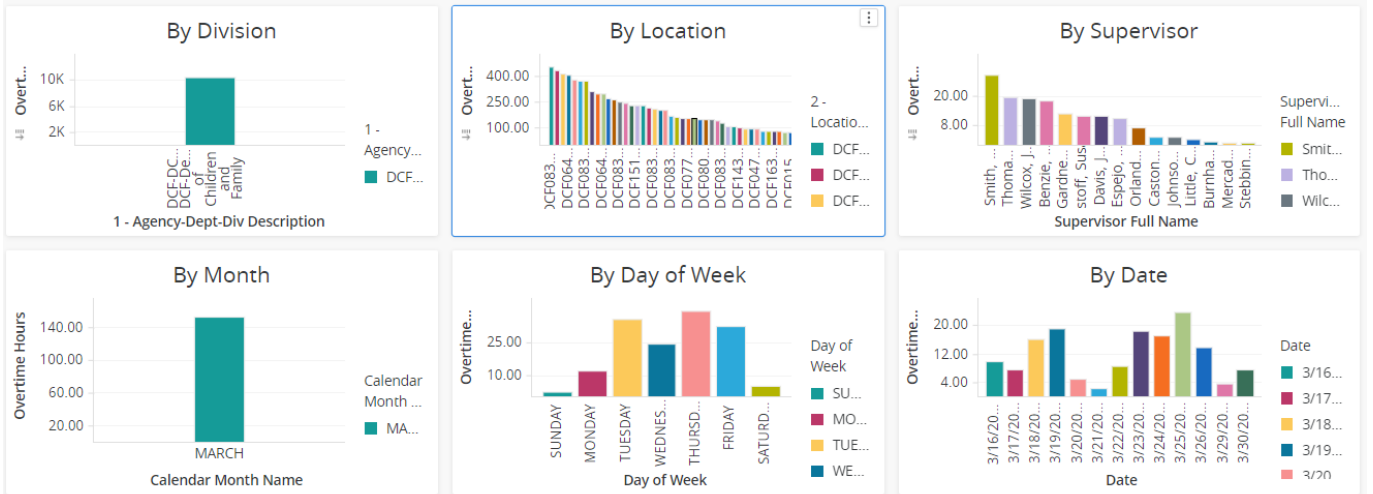 By Division
Overt...
10K
6K
2K
DCF-DC...
DCF-De...
of
Children
and
Family
1 - Agency-Dept-Div Description
1 -
Agency...
DCF...
By Location
Overt...
400.00
250.00
100.00
DCF083...
DCF064...
DCF083...
DCF064...
DCF083...
DCF151...
DCF083...
DCF083...
DCF077...
DCF080...
DCF143...
DCF047...
DCF163...
DCF015
2 -
Locatio...
DCF...
DCF...
DCF...
By Supervisor
Overt...
20.00
8.00
Smith, ...
Thoma...
Wilcox, J...
Benzie, ...
Gardne...
stoff, Sus...
Davis, J...
Espejo, ...
Orland...
Caston...
Johnso...
Little, C...
Burnha...
Mercad...
Stebbin...
Supervisor Full Name
Supervi...
Full Name
Smit...
Tho...
Wilc...
By Month
Overtime Hours
140.00
100.00
60.00
20.00
MARCH
Calendar Month Name
Calendar
Month ...
MA...
By Day of Week
Overtime...
25.00
10.00
SUNDAY
MONDAY
TUESDAY
WEDNES...
THURSD...
FRIDAY
SATURD...
Day of Week
Day of
Week
SU...
MO...
TUE...
WE...
By Date
Overtime...
20.00
12.00
4.00
3/16/20...
3/17/20...
3/18/20...
3/19/20...
3/20/20...
3/21/20...
3/22/20...
3/23/20...
3/24/20...
3/25/20...
3/26/20...
3/29/20...
3/30/20...
Date
Date
3/16...
3/17...
3/18...
3/19...
3/20